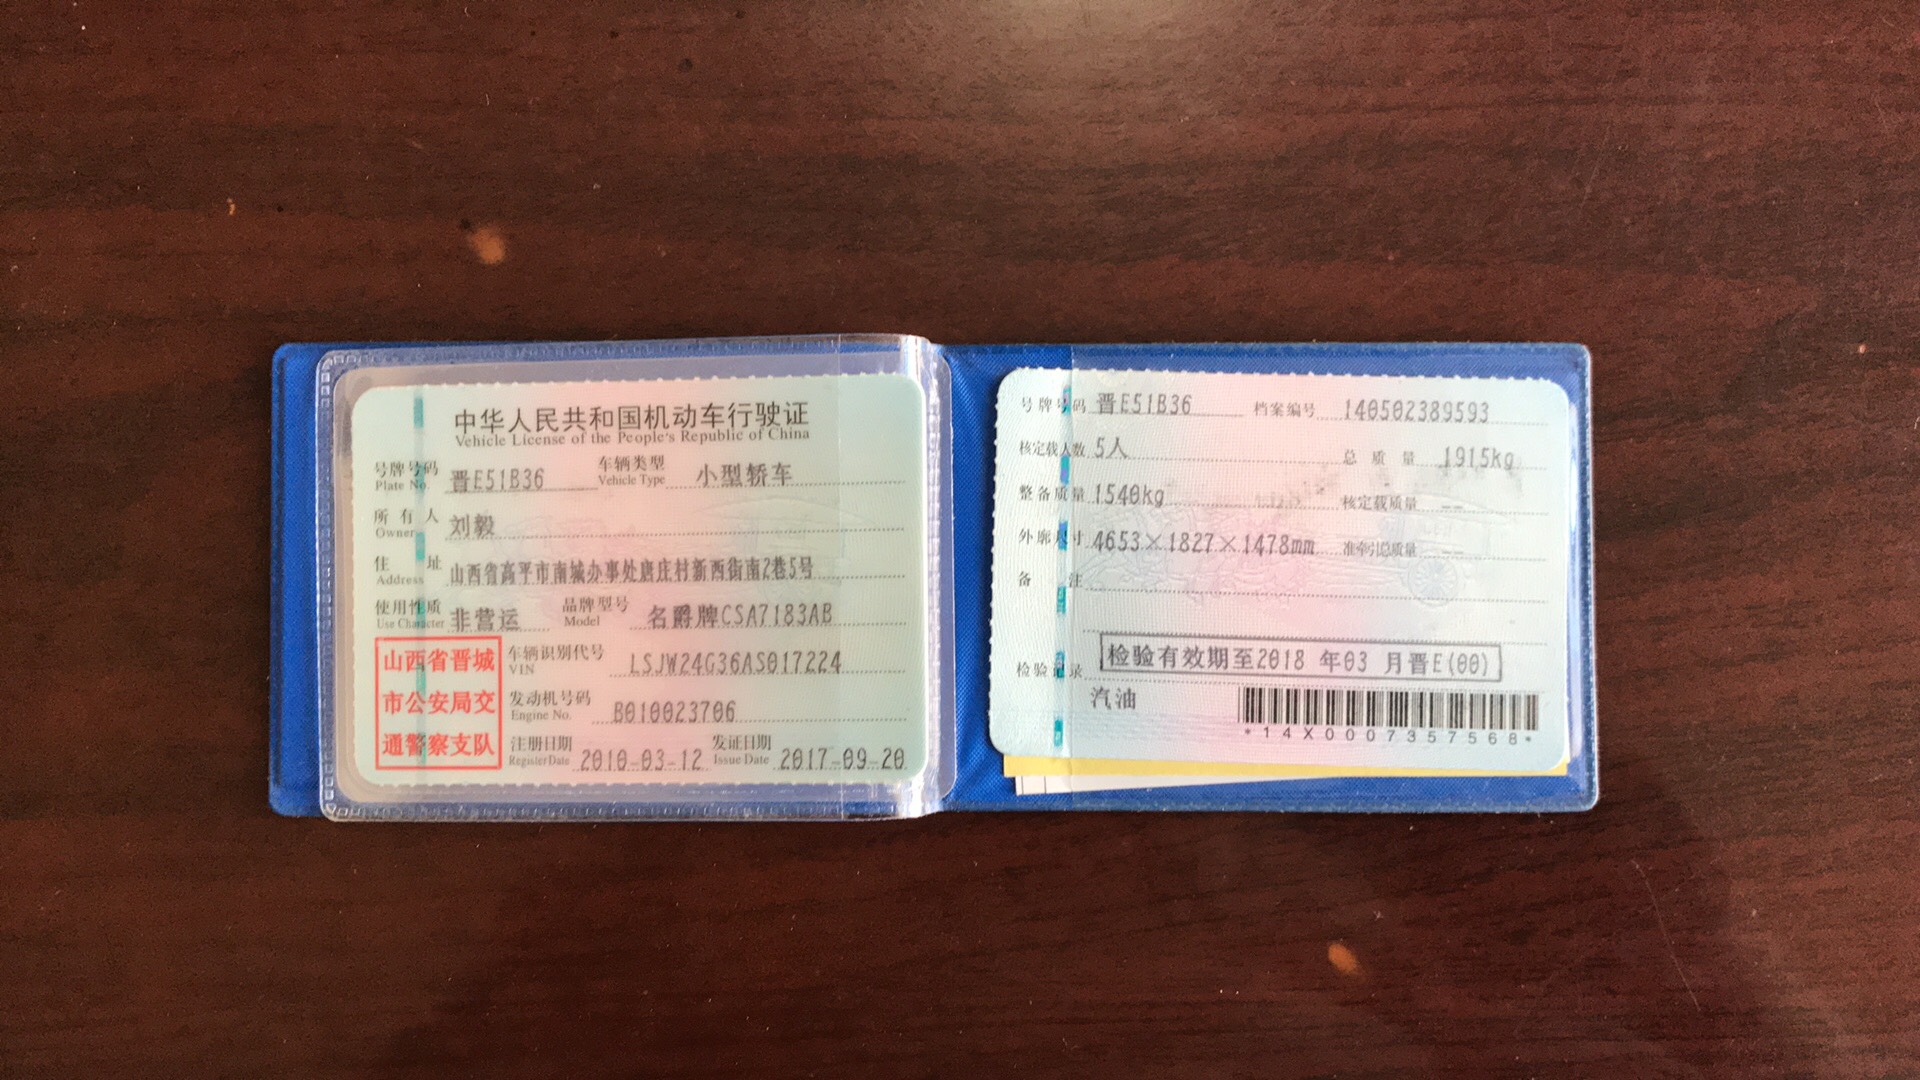 中华人民共和国机动车行驶证
Vehicle License of the People's Republic of China
号牌号码 Plate No. 晋E51B36 车辆类型 Vehicle Type 小型轿车
所有人 Owner 刘毅
住址 Address 山西省高平市南城办事处唐庄村新西街南2巷5号
使用性质 Use Character 非营运 品牌型号 Model 名爵牌CSA7183AB
山西省晋城
市公安局交
通警察支队
车辆识别代号 VIN LSJW24G36AS017224
发动机号码 Engine No. B010023706
注册日期 Register Date 2010-03-12 发证日期 Issue Date 2017-09-20
号牌号码 晋E51B36 档案编号 140502389593
核定载人数 5人 总质量 1915kg
整备质量 1540kg 核定载质量 --
外廓尺寸 4653×1827×1478mm 准牵引总质量 --
备注
检验记录 检验有效期至2018 年03 月晋E(00)
汽油
*14X0007357568*